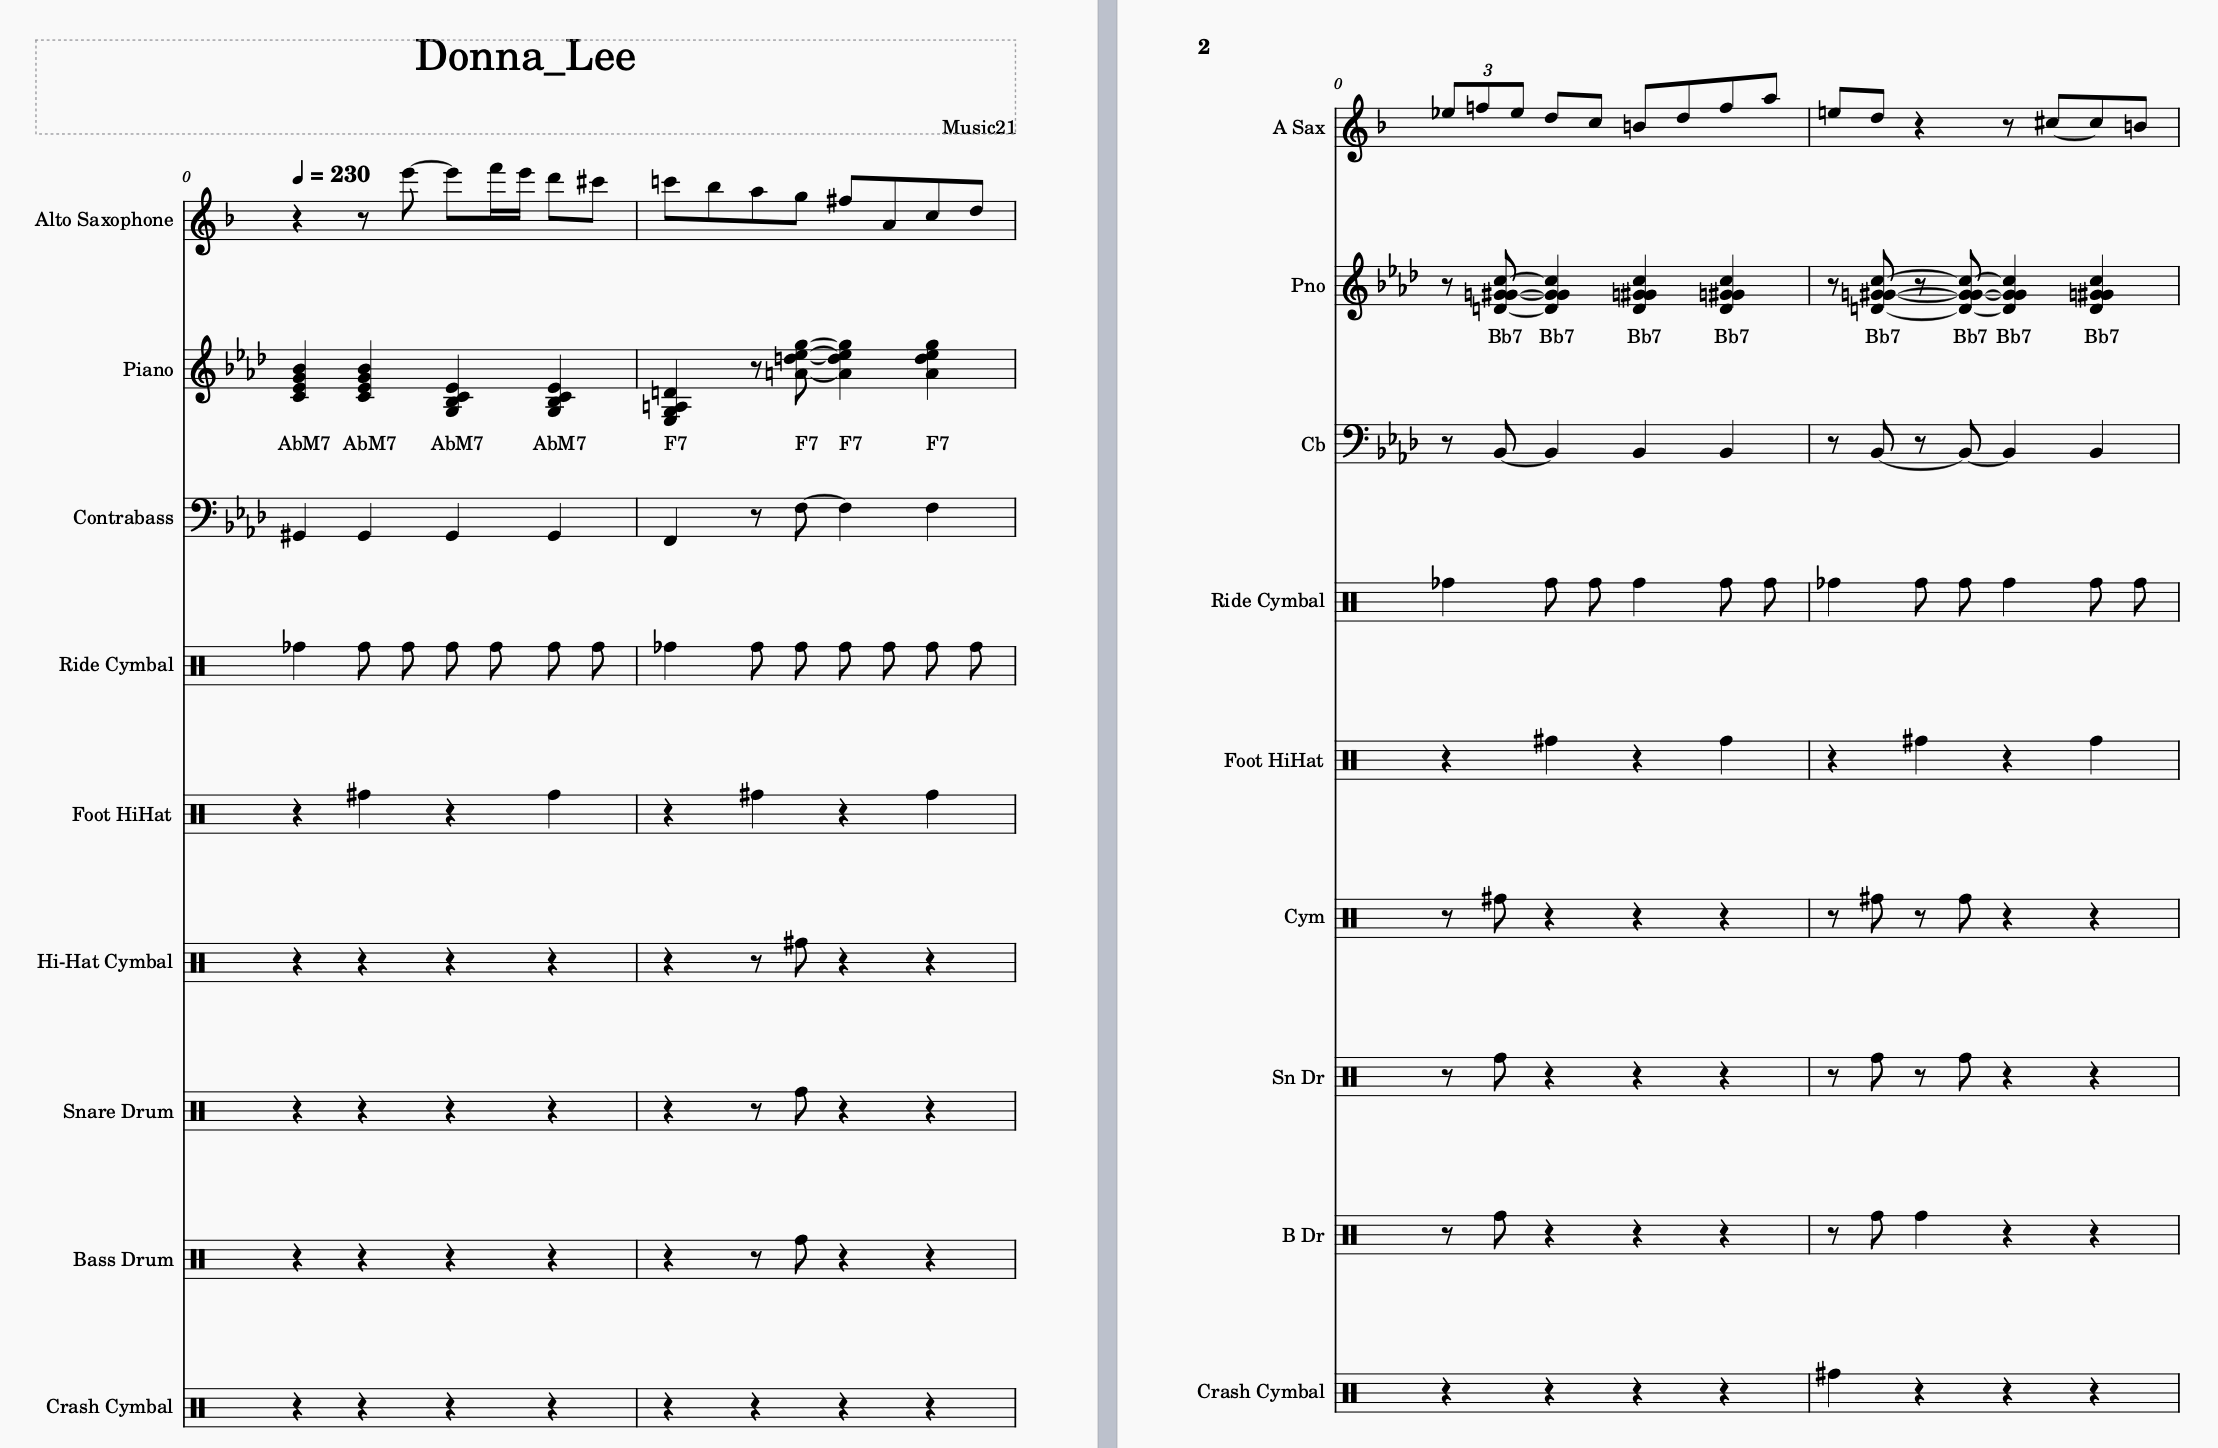 Donna_Lee
Music21
0
♩ = 230
Alto Saxophone
Piano
AbM7 AbM7 AbM7 AbM7 F7 F7 F7 F7
Contrabass
Ride Cymbal
Foot HiHat
Hi-Hat Cymbal
Snare Drum
Bass Drum
Crash Cymbal
2
0
3
A Sax
Pno
Bb7 Bb7 Bb7 Bb7 Bb7 Bb7 Bb7 Bb7
Cb
Ride Cymbal
Foot HiHat
Cym
Sn Dr
B Dr
Crash Cymbal